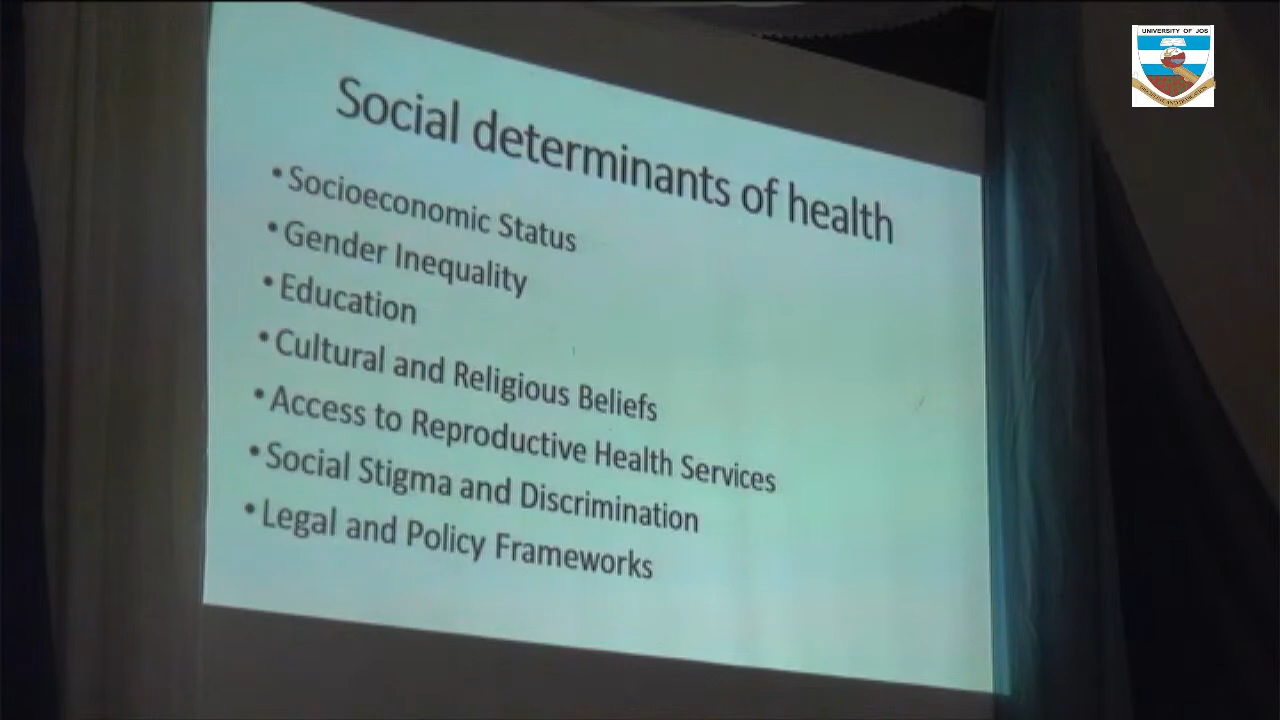 UNIVERSITY OF JOS
Social determinants of health
• Socioeconomic Status
• Gender Inequality
• Education
• Cultural and Religious Beliefs
• Access to Reproductive Health Services
• Social Stigma and Discrimination
• Legal and Policy Frameworks